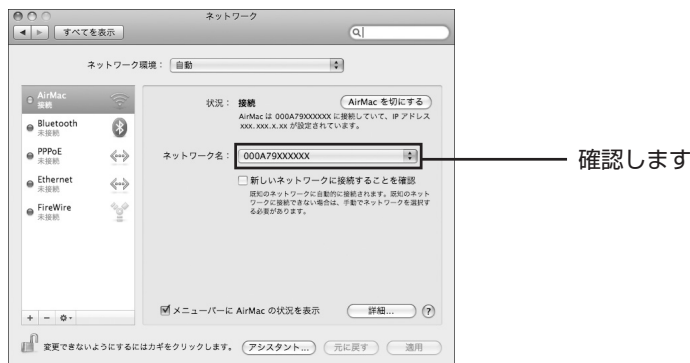 ネットワーク
すべてを表示
ネットワーク環境： 自動
AirMac
接続
Bluetooth
未接続
PPPoE
未接続
Ethernet
未接続
FireWire
未接続
状況： 接続
AirMac を切にする
AirMac は 000A79XXXXXX に接続していて、IP アドレス
xxx.xxx.x.xx が設定されています。
ネットワーク名： 000A79XXXXXX
確認します
新しいネットワークに接続することを確認
既知のネットワークに自動的に接続されます。既知のネット
ワークに接続できない場合は、手動でネットワークを選択す
る必要があります。
メニューバーに AirMac の状況を表示
詳細...
?
+ −
変更できないようにするにはカギをクリックします。
アシスタント...
元に戻す
適用